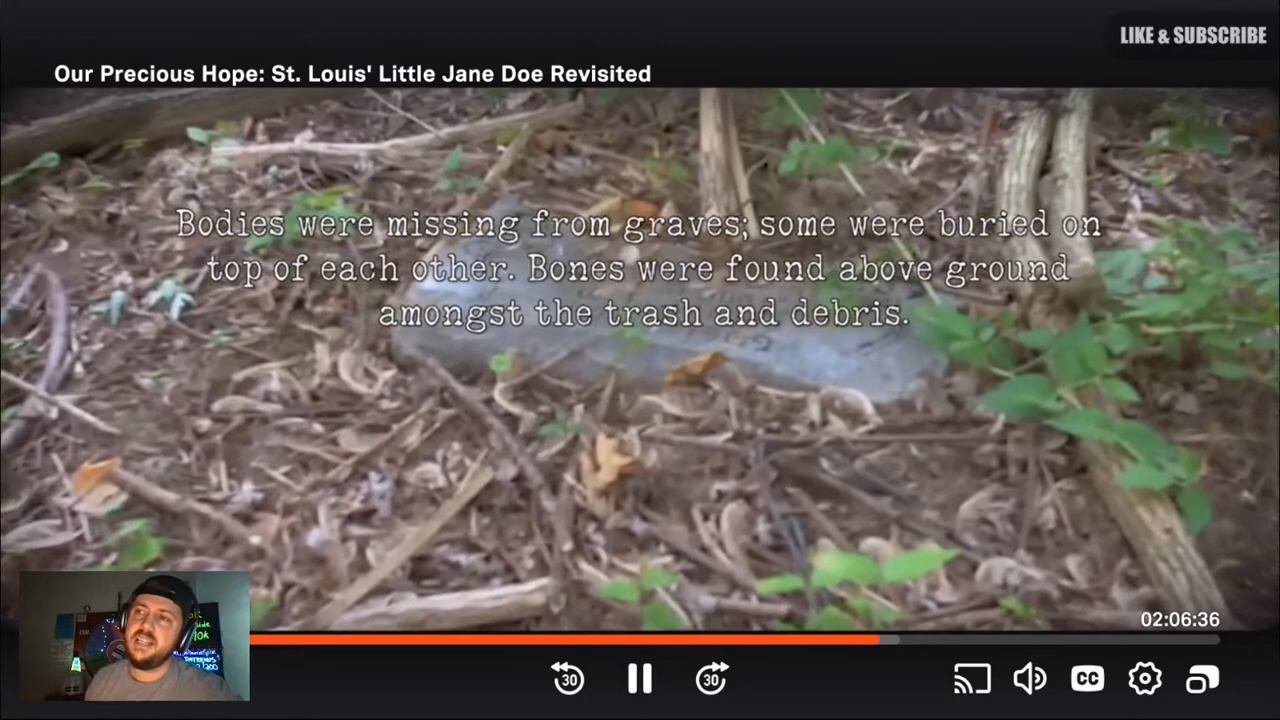 LIKE & SUBSCRIBE
Our Precious Hope: St. Louis' Little Jane Doe Revisited
Bodies were missing from graves; some were buried on
top of each other. Bones were found above ground
amongst the trash and debris.
02:06:36
30
30
CC
10k